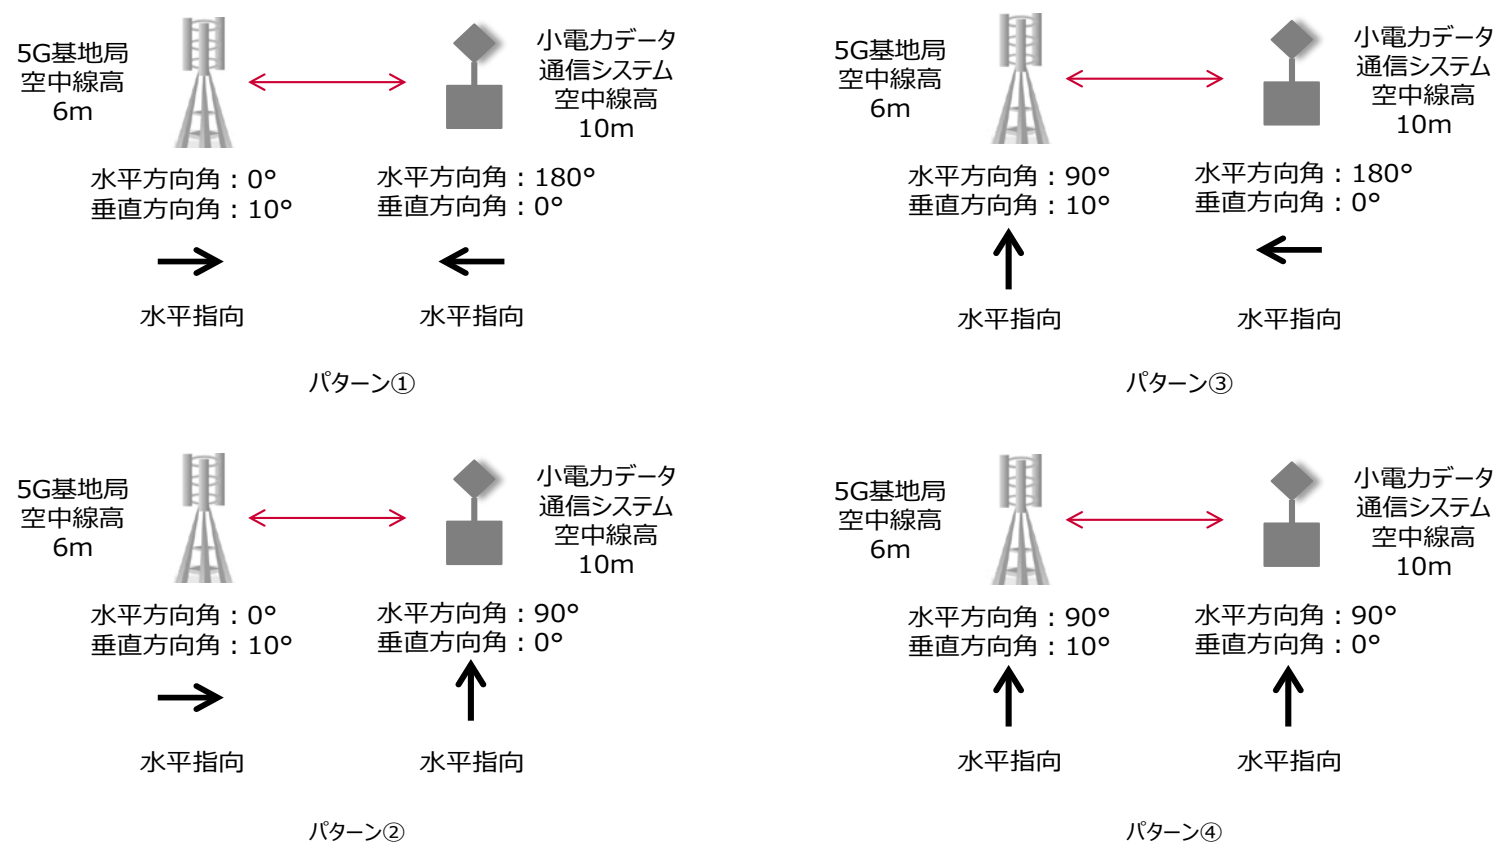 5G基地局
空中線高
6m
小電力データ
通信システム
空中線高
10m
水平方向角：0°
垂直方向角：10°
水平方向角：180°
垂直方向角：0°
水平指向
水平指向
パターン①
5G基地局
空中線高
6m
小電力データ
通信システム
空中線高
10m
水平方向角：90°
垂直方向角：10°
水平方向角：180°
垂直方向角：0°
水平指向
水平指向
パターン③
5G基地局
空中線高
6m
小電力データ
通信システム
空中線高
10m
水平方向角：0°
垂直方向角：10°
水平方向角：90°
垂直方向角：0°
水平指向
水平指向
パターン②
5G基地局
空中線高
6m
小電力データ
通信システム
空中線高
10m
水平方向角：90°
垂直方向角：10°
水平方向角：90°
垂直方向角：0°
水平指向
水平指向
パターン④